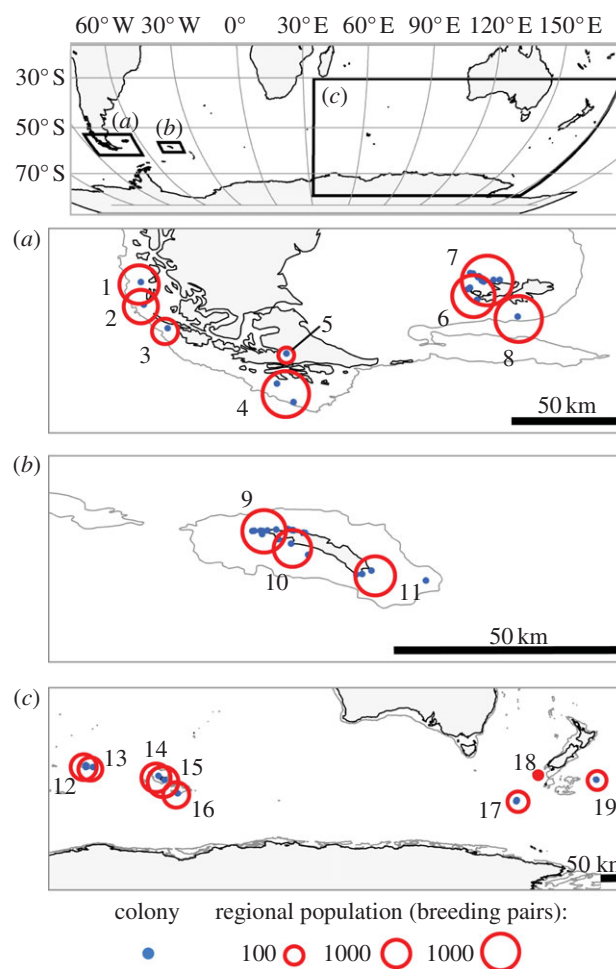 60° W 30° W 0° 30° E 60° E 90° E 120° E 150° E
30° S
50° S
70° S
(a)
(b)
(c)
(a)
1
2
3
4
5
6
7
8
50 km
(b)
9
10
11
50 km
(c)
12
13
14
15
16
17
18
19
50 km
colony regional population (breeding pairs):
100 1000 1000